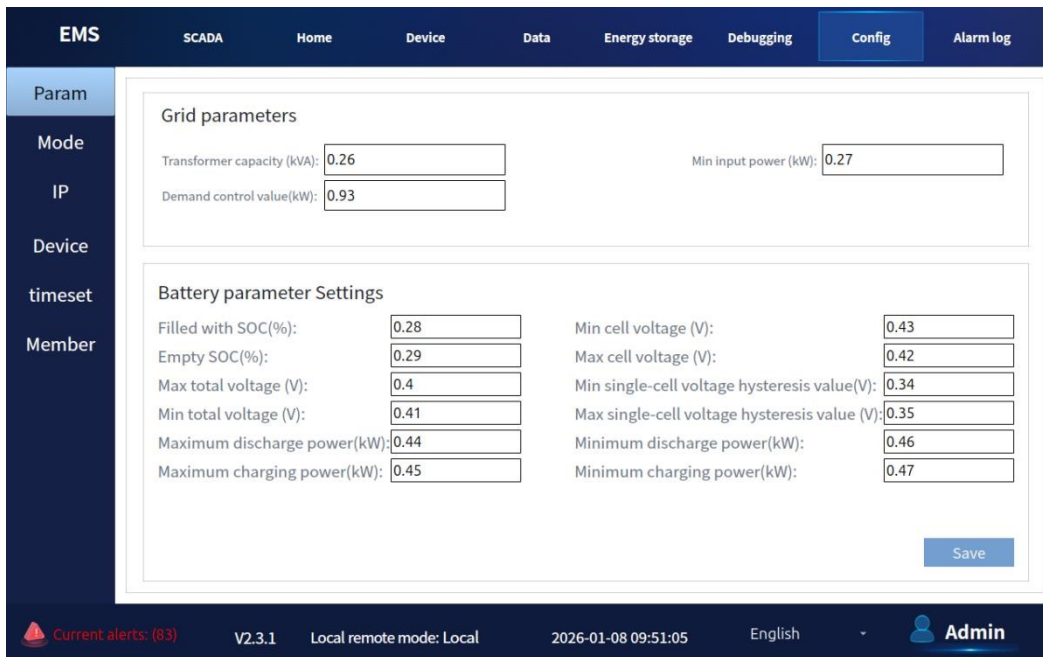 EMS SCADA Home Device Data Energy storage Debugging Config Alarm log
Param
Mode
IP
Device
timeset
Member
Grid parameters
Transformer capacity (kVA): 0.26 Min input power (kW): 0.27
Demand control value(kW): 0.93
Battery parameter Settings
Filled with SOC(%): 0.28 Min cell voltage (V): 0.43
Empty SOC(%): 0.29 Max cell voltage (V): 0.42
Max total voltage (V): 0.4 Min single-cell voltage hysteresis value(V): 0.34
Min total voltage (V): 0.41 Max single-cell voltage hysteresis value (V): 0.35
Maximum discharge power(kW): 0.44 Minimum discharge power(kW): 0.46
Maximum charging power(kW): 0.45 Minimum charging power(kW): 0.47
Save
Current alerts: (83) V2.3.1 Local remote mode: Local 2026-01-08 09:51:05 English Admin